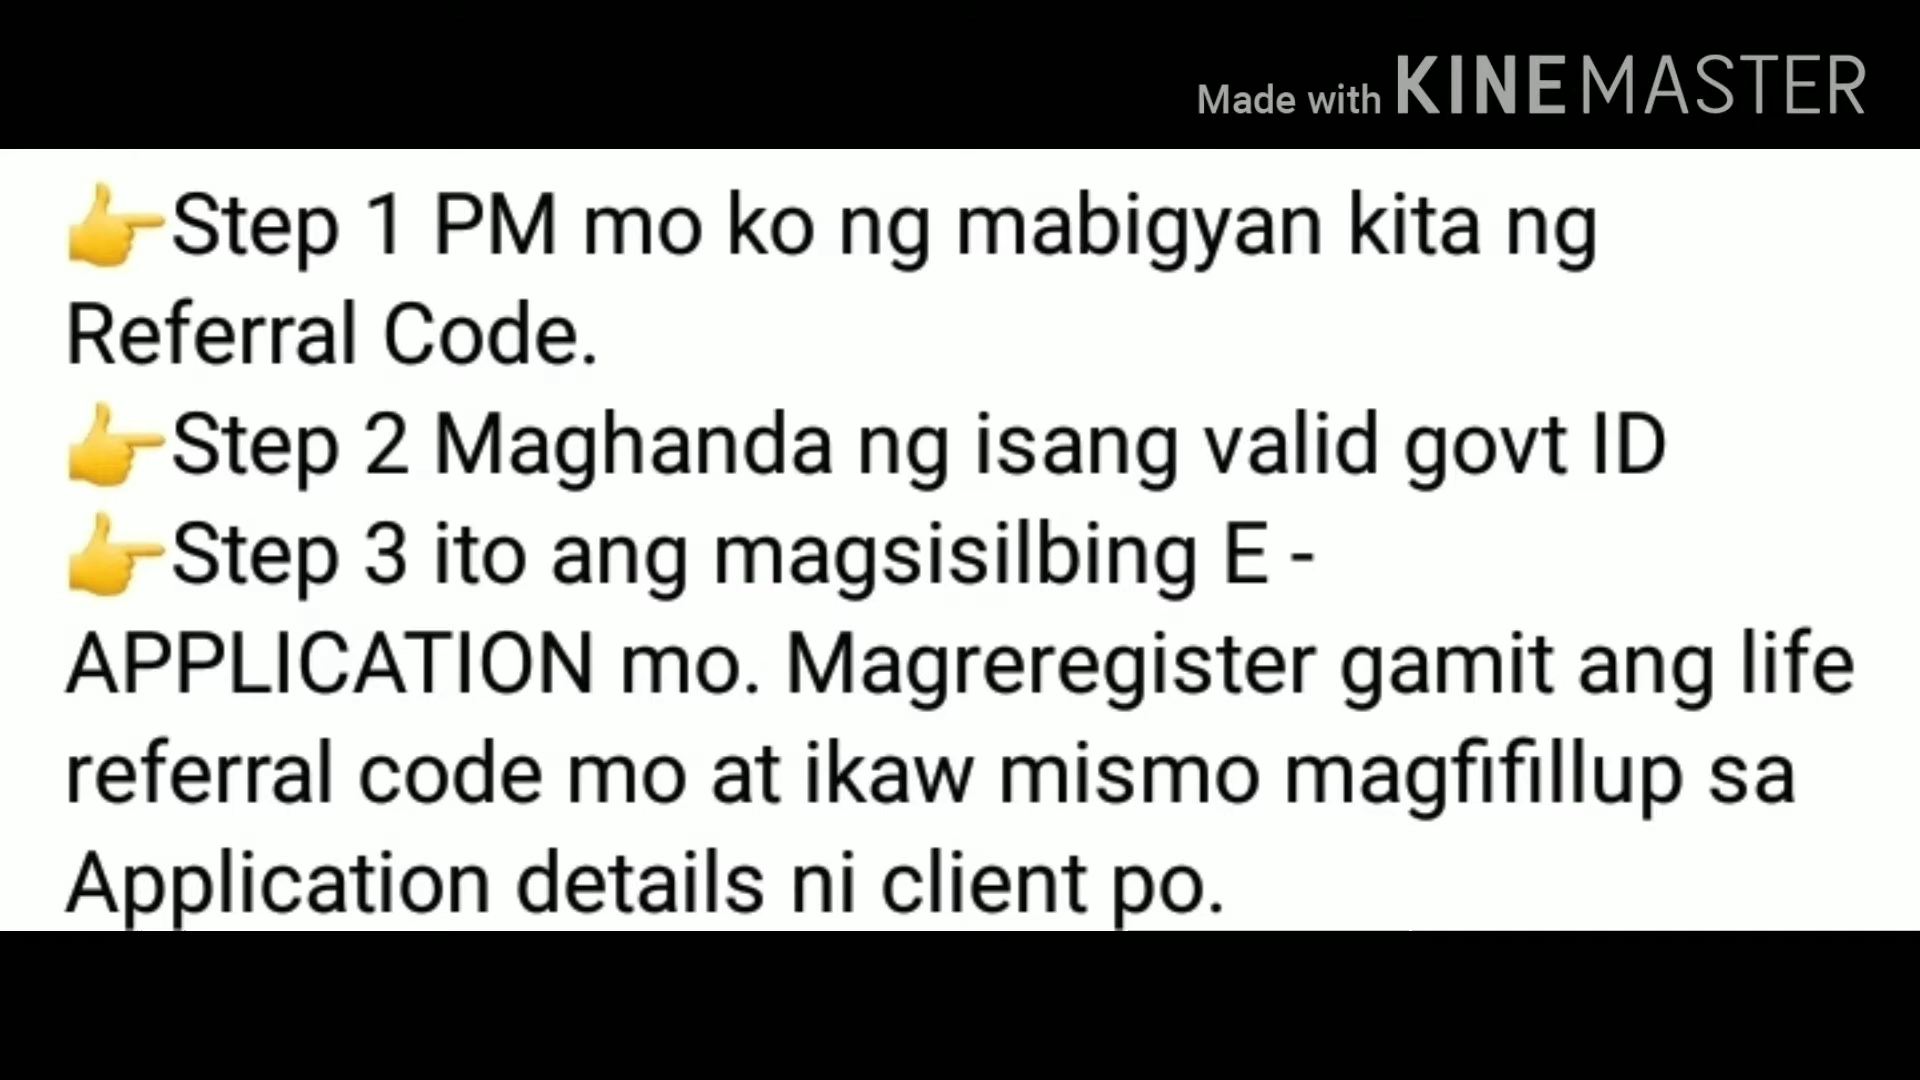 Made with KINEMASTER
👉Step 1 PM mo ko ng mabigyan kita ng
Referral Code.
👉Step 2 Maghanda ng isang valid govt ID
👉Step 3 ito ang magsisilbing E -
APPLICATION mo. Magreregister gamit ang life
referral code mo at ikaw mismo magfifillup sa
Application details ni client po.